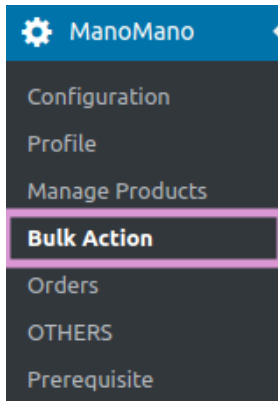 ManoMano
Configuration
Profile
Manage Products
Bulk Action
Orders
OTHERS
Prerequisite